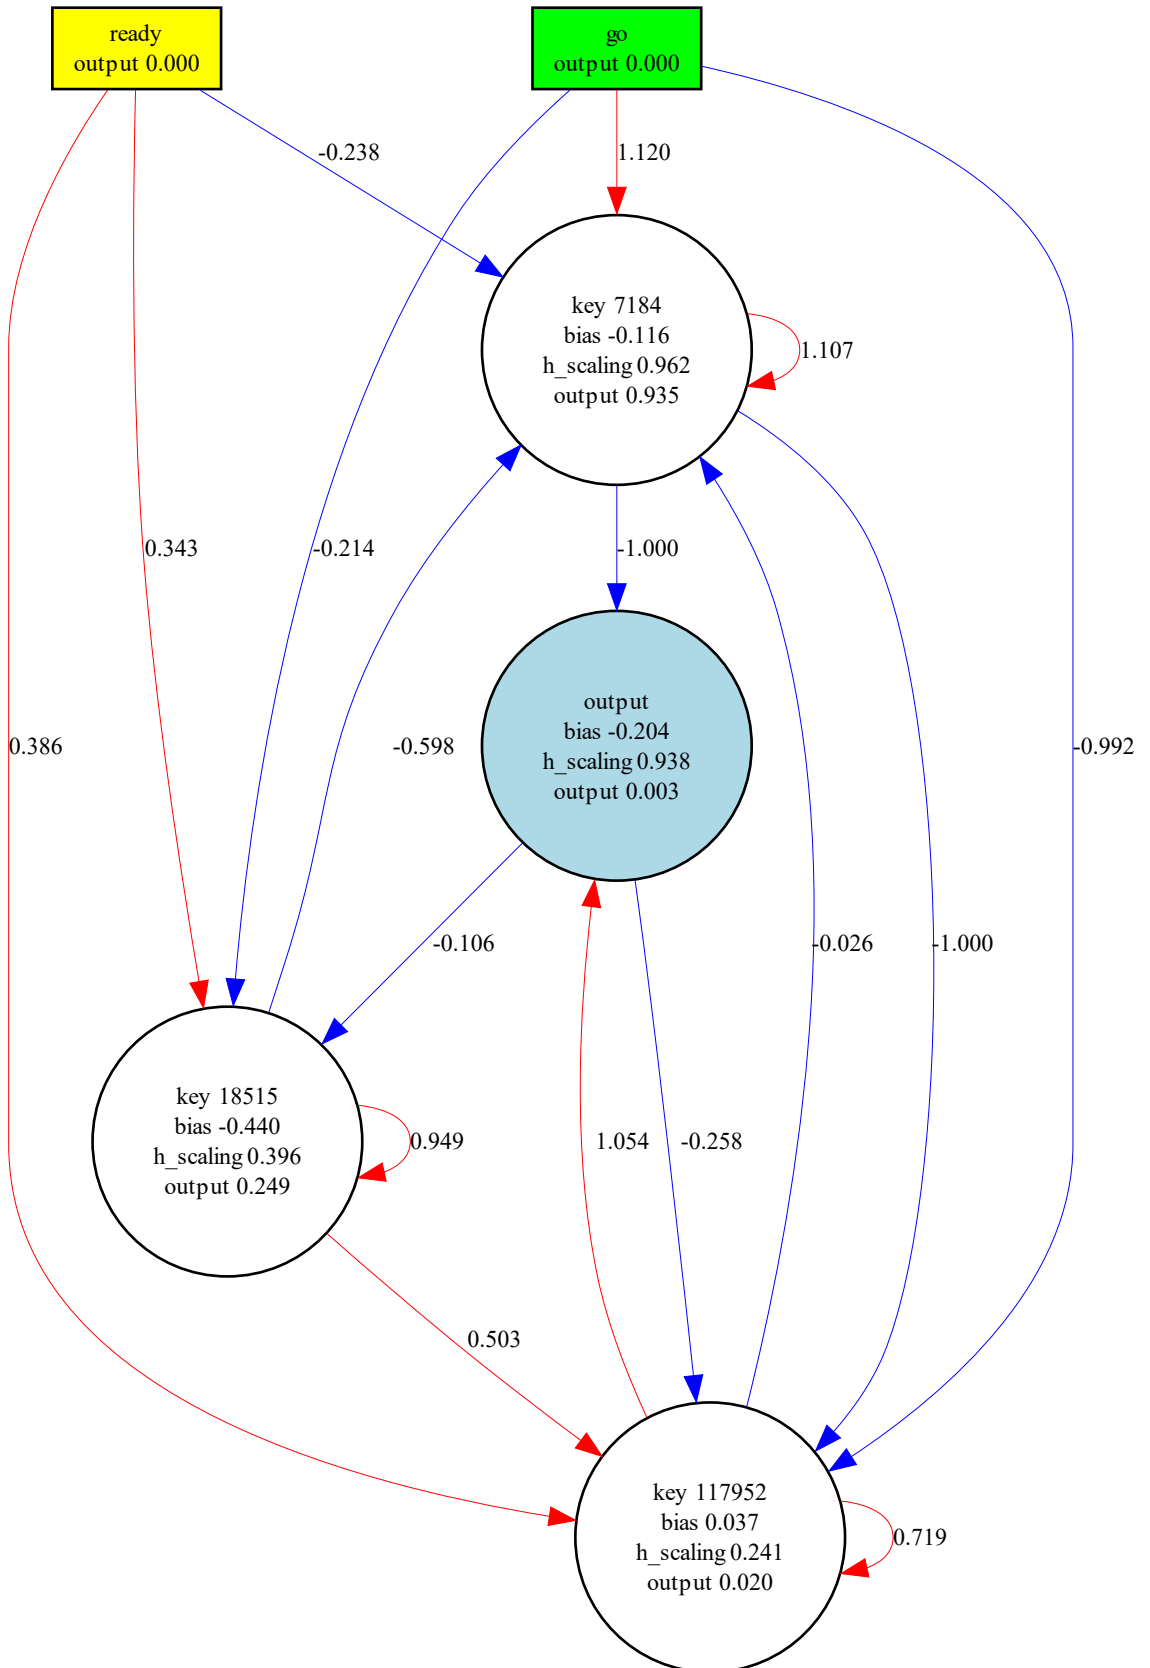 ready
output 0.000
go
output 0.000
-0.238
1.120
key 7184
bias -0.116
h_scaling 0.962
output 0.935
1.107
0.343
-0.214
-1.000
output
bias -0.204
h_scaling 0.938
output 0.003
0.386
-0.598
-0.992
-0.106
-0.026
-1.000
key 18515
bias -0.440
h_scaling 0.396
output 0.249
0.949
1.054
-0.258
0.503
key 117952
bias 0.037
h_scaling 0.241
output 0.020
0.719